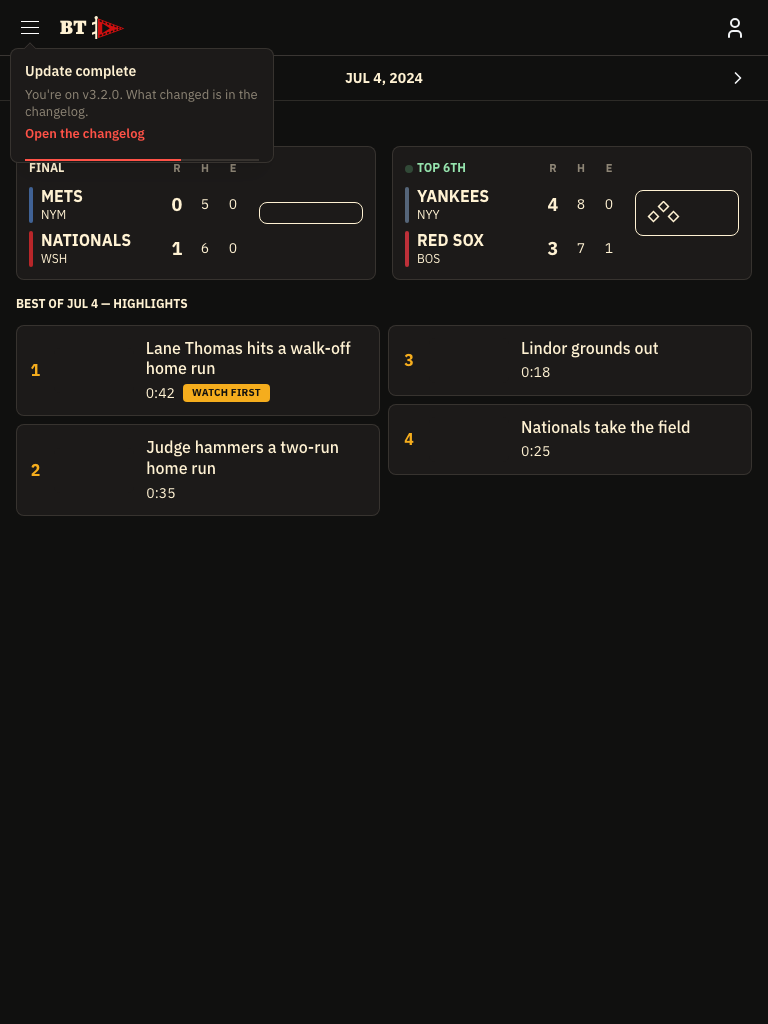 BT
Update complete
You're on v3.2.0. What changed is in the
changelog.
Open the changelog
JUL 4, 2024
FINAL R H E
METS 0 5 0
NYM
NATIONALS 1 6 0
WSH
TOP 6TH R H E
YANKEES 4 8 0
NYY
RED SOX 3 7 1
BOS
BEST OF JUL 4 — HIGHLIGHTS
1
Lane Thomas hits a walk-off
home run
0:42 WATCH FIRST
2
Judge hammers a two-run
home run
0:35
3
Lindor grounds out
0:18
4
Nationals take the field
0:25